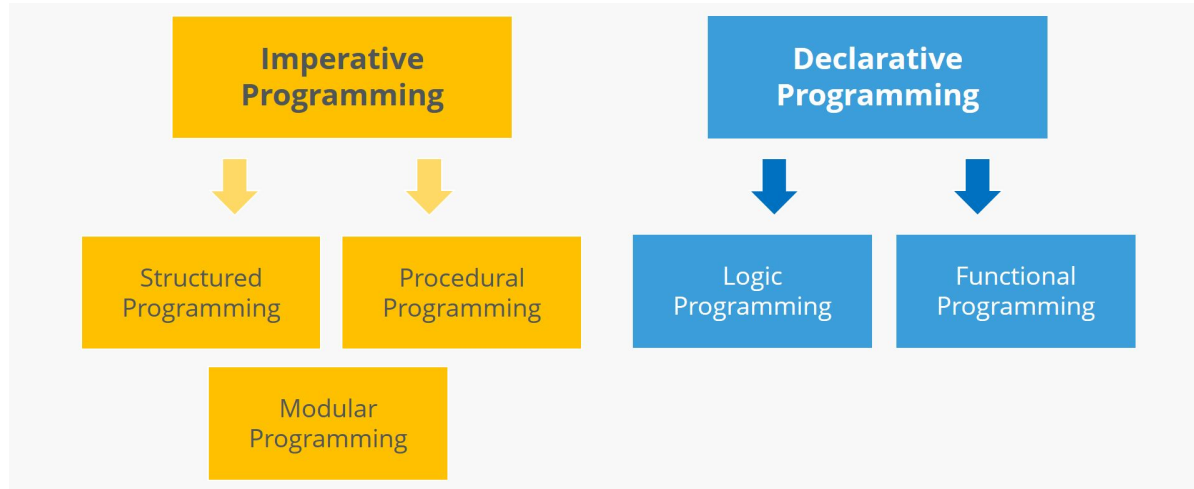 Imperative
Programming
Declarative
Programming
Structured
Programming
Procedural
Programming
Logic
Programming
Functional
Programming
Modular
Programming